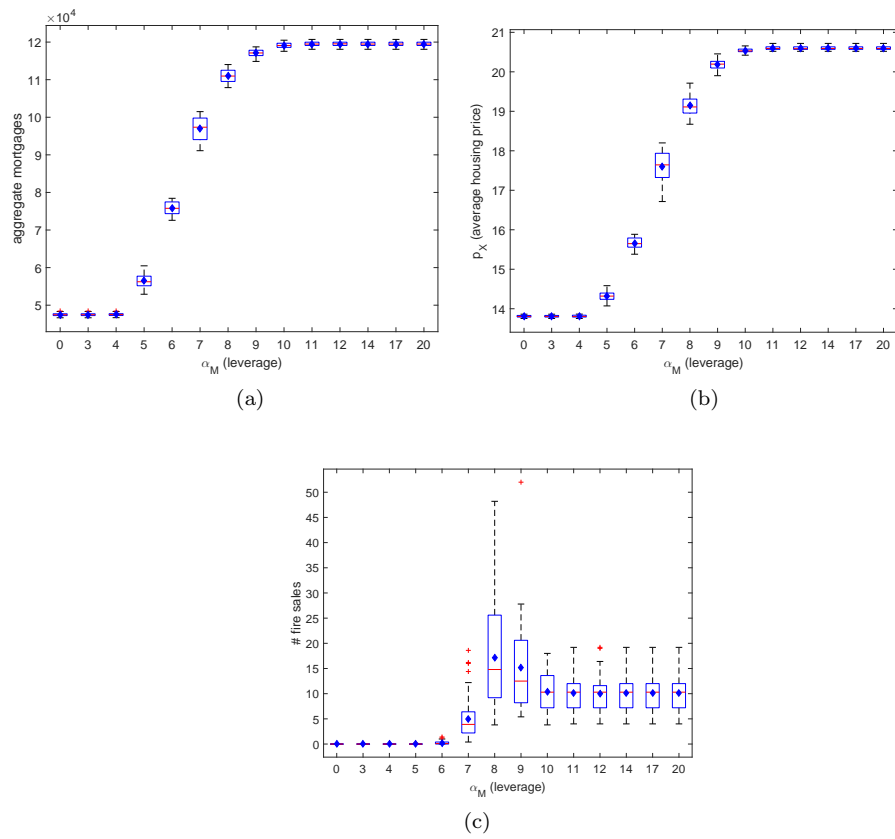 ×10⁴
12
11
10
9
8
7
6
5
aggregate mortgages
0 3 4 5 6 7 8 9 10 11 12 14 17 20
α_M (leverage)
(a)
21
20
19
18
17
16
15
14
p_X (average housing price)
0 3 4 5 6 7 8 9 10 11 12 14 17 20
α_M (leverage)
(b)
50
45
40
35
30
25
20
15
10
5
0
# fire sales
0 3 4 5 6 7 8 9 10 11 12 14 17 20
α_M (leverage)
(c)